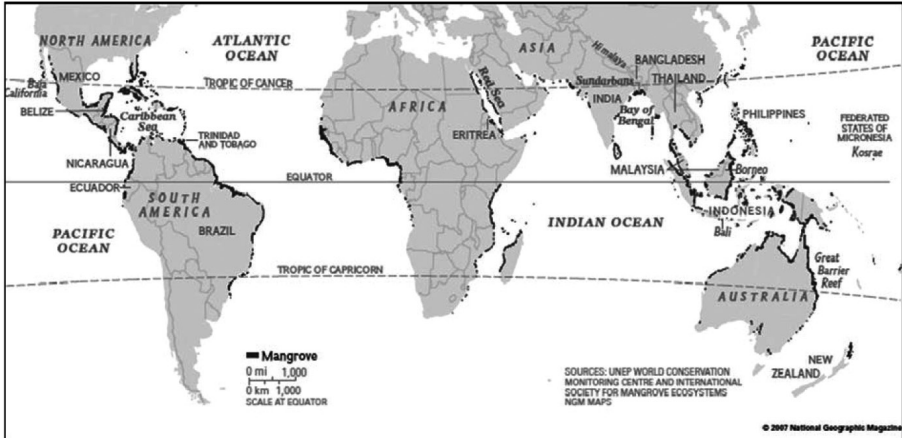 NORTH AMERICA
ATLANTIC
OCEAN
ASIA
PACIFIC
OCEAN
Himalaya
BANGLADESH
Baja
California
MEXICO
TROPIC OF CANCER
Red Sea
Sundarbans
THAILAND
BELIZE
Caribbean
Sea
AFRICA
INDIA
Bay of
Bengal
PHILIPPINES
FEDERATED
STATES OF
MICRONESIA
Kosrae
TRINIDAD
AND TOBAGO
ERITREA
NICARAGUA
MALAYSIA
Borneo
ECUADOR
EQUATOR
SOUTH
AMERICA
BRAZIL
INDIAN OCEAN
INDONESIA
Bali
PACIFIC
OCEAN
TROPIC OF CAPRICORN
Great
Barrier
Reef
AUSTRALIA
Mangrove
0 mi 1,000
0 km 1,000
SCALE AT EQUATOR
NEW
ZEALAND
SOURCES: UNEP WORLD CONSERVATION
MONITORING CENTRE AND INTERNATIONAL
SOCIETY FOR MANGROVE ECOSYSTEMS
NGM MAPS
© 2007 National Geographic Magazine